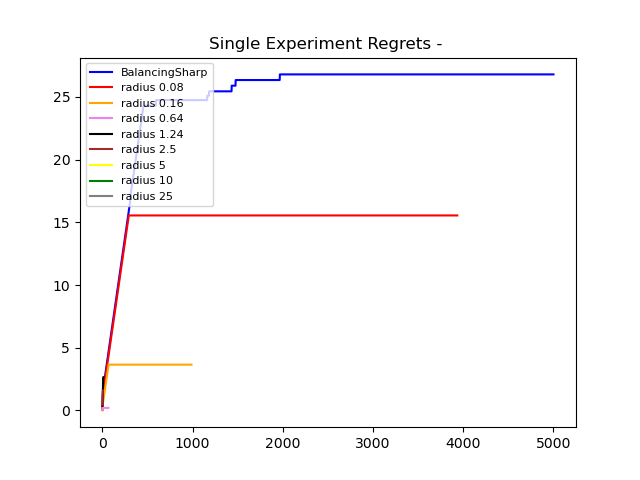 Single Experiment Regrets -
BalancingSharp
radius 0.08
radius 0.16
radius 0.64
radius 1.24
radius 2.5
radius 5
radius 10
radius 25
25
20
15
10
5
0
0 1000 2000 3000 4000 5000